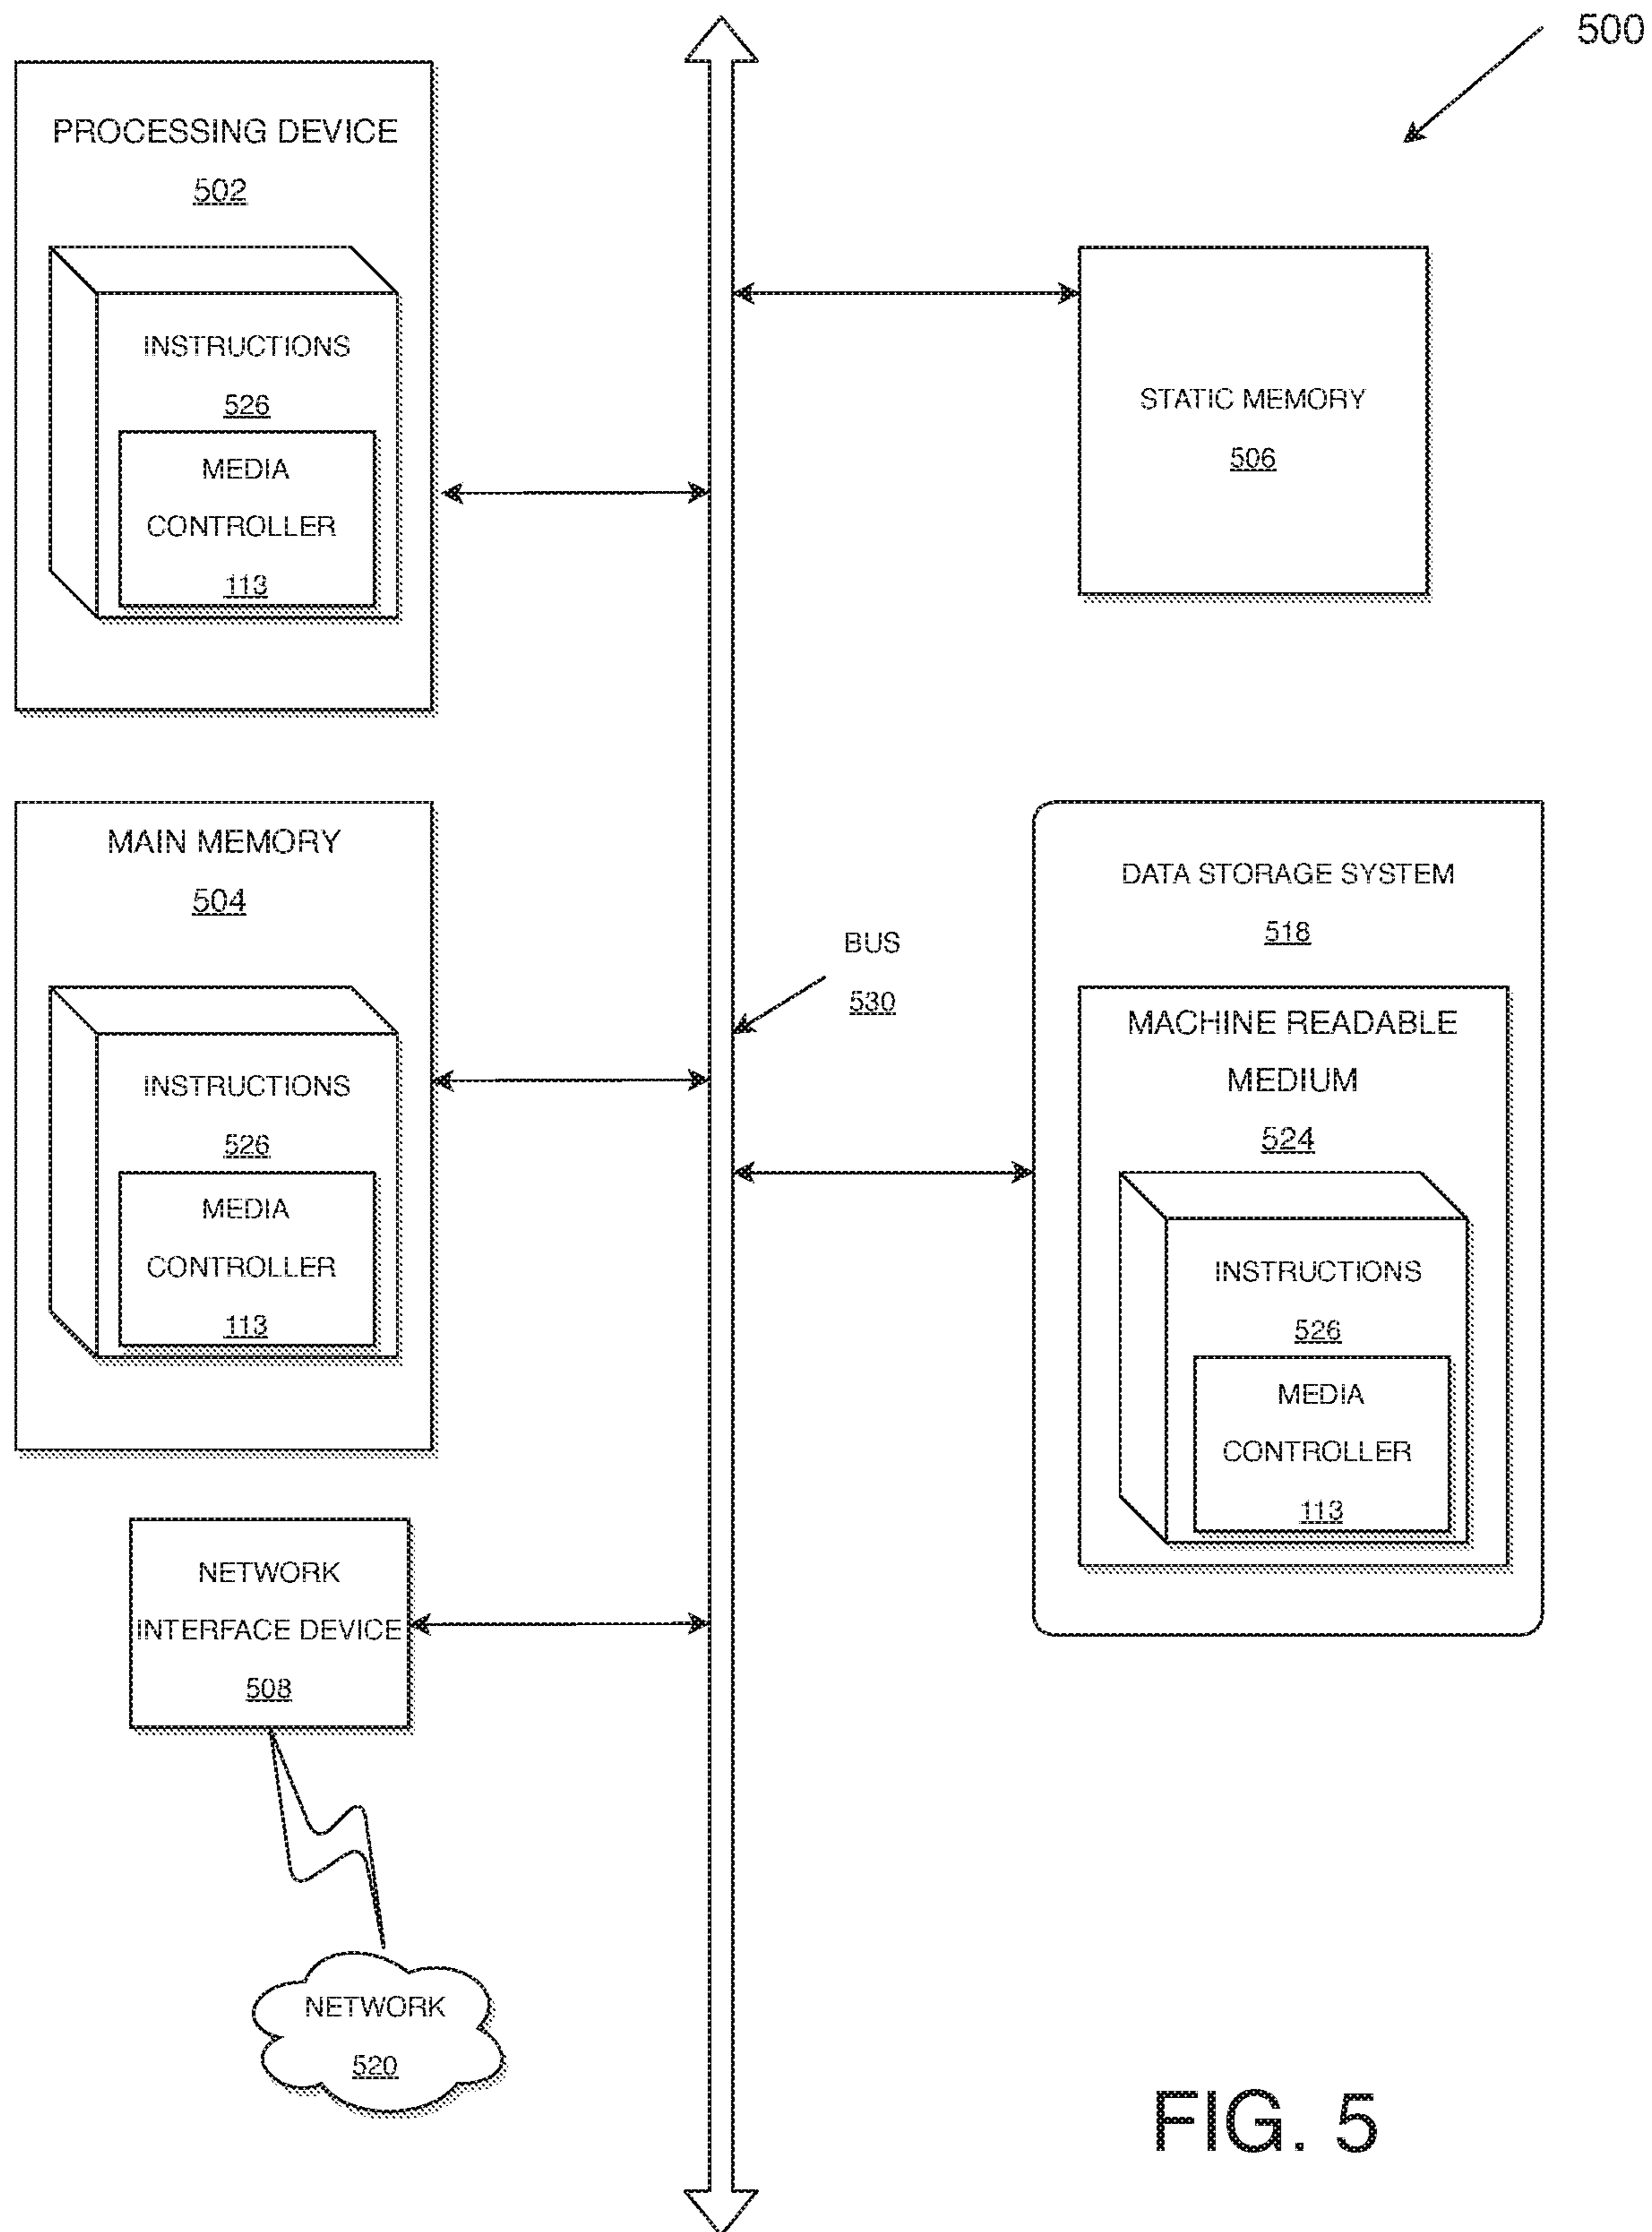 500
PROCESSING DEVICE
502
INSTRUCTIONS
526
MEDIA
CONTROLLER
113
STATIC MEMORY
506
MAIN MEMORY
504
INSTRUCTIONS
526
MEDIA
CONTROLLER
113
BUS
530
DATA STORAGE SYSTEM
518
MACHINE READABLE
MEDIUM
524
INSTRUCTIONS
526
MEDIA
CONTROLLER
113
NETWORK
INTERFACE DEVICE
508
NETWORK
520
FIG. 5